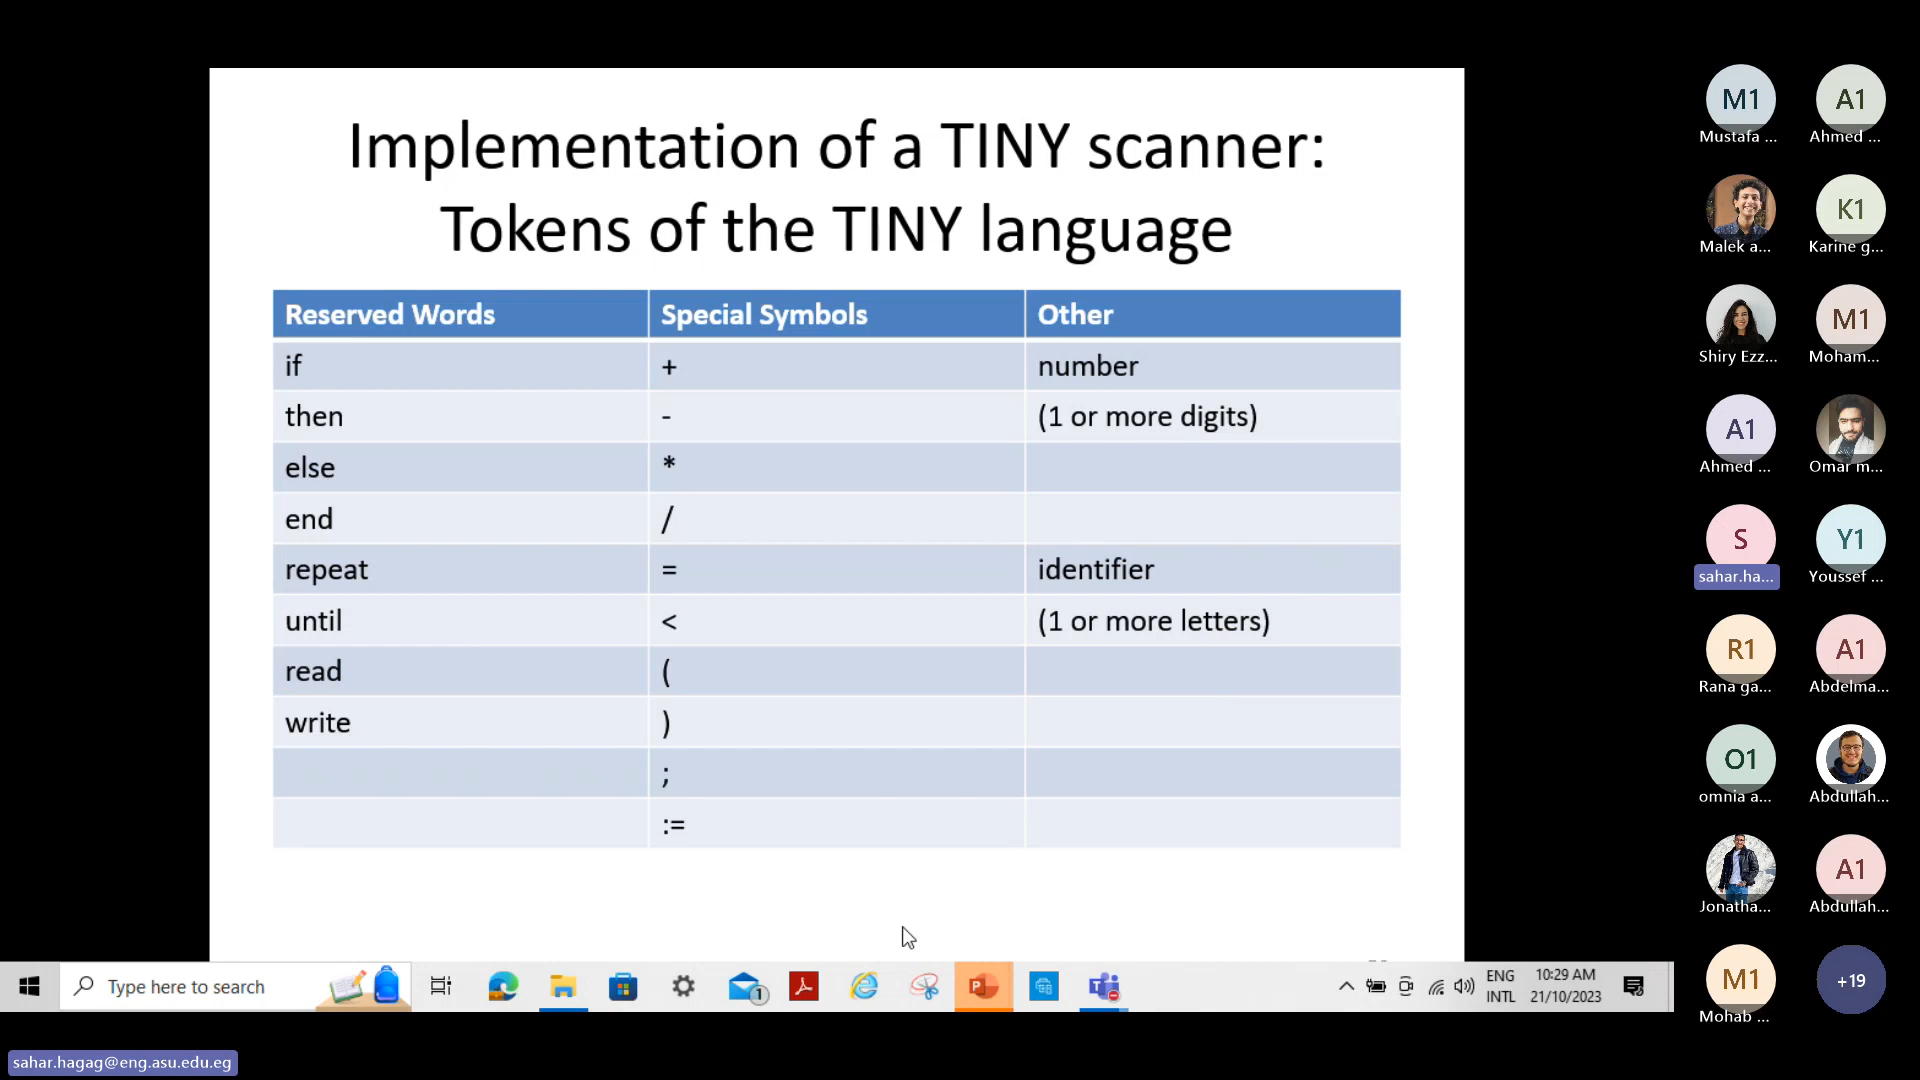 Implementation of a TINY scanner:
Tokens of the TINY language
Reserved Words Special Symbols Other
if + number
then - (1 or more digits)
else *
end /
repeat = identifier
until < (1 or more letters)
read (
write )
;
:=
M1 A1
Mustafa ... Ahmed ...
K1
Malek a... Karine g...
M1
Shiry Ezz... Moham...
A1
Ahmed ... Omar m...
S Y1
sahar.ha... Youssef ...
R1 A1
Rana ga... Abdelma...
O1
omnia a... Abdullah...
A1
Jonatha... Abdullah...
M1 +19
Mohab ...
Type here to search
1
ENG 10:29 AM
INTL 21/10/2023
sahar.hagag@eng.asu.edu.eg